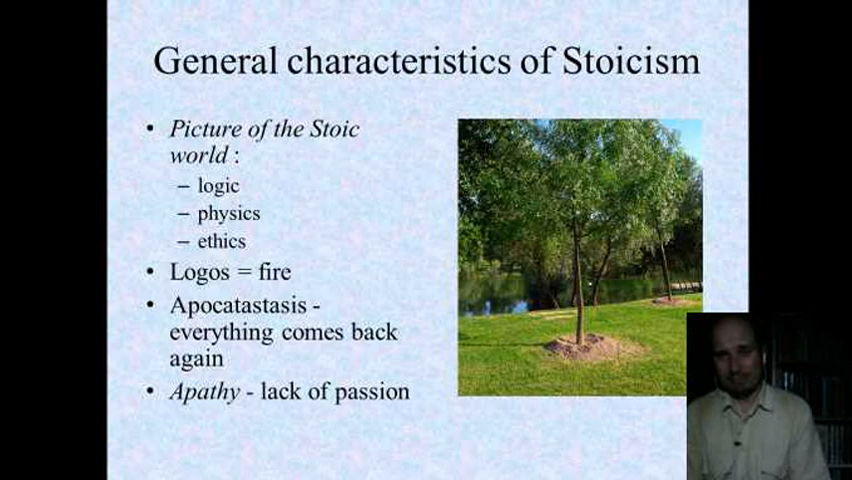 General characteristics of Stoicism
• Picture of the Stoic
world :
– logic
– physics
– ethics
• Logos = fire
• Apocatastasis -
everything comes back
again
• Apathy - lack of passion